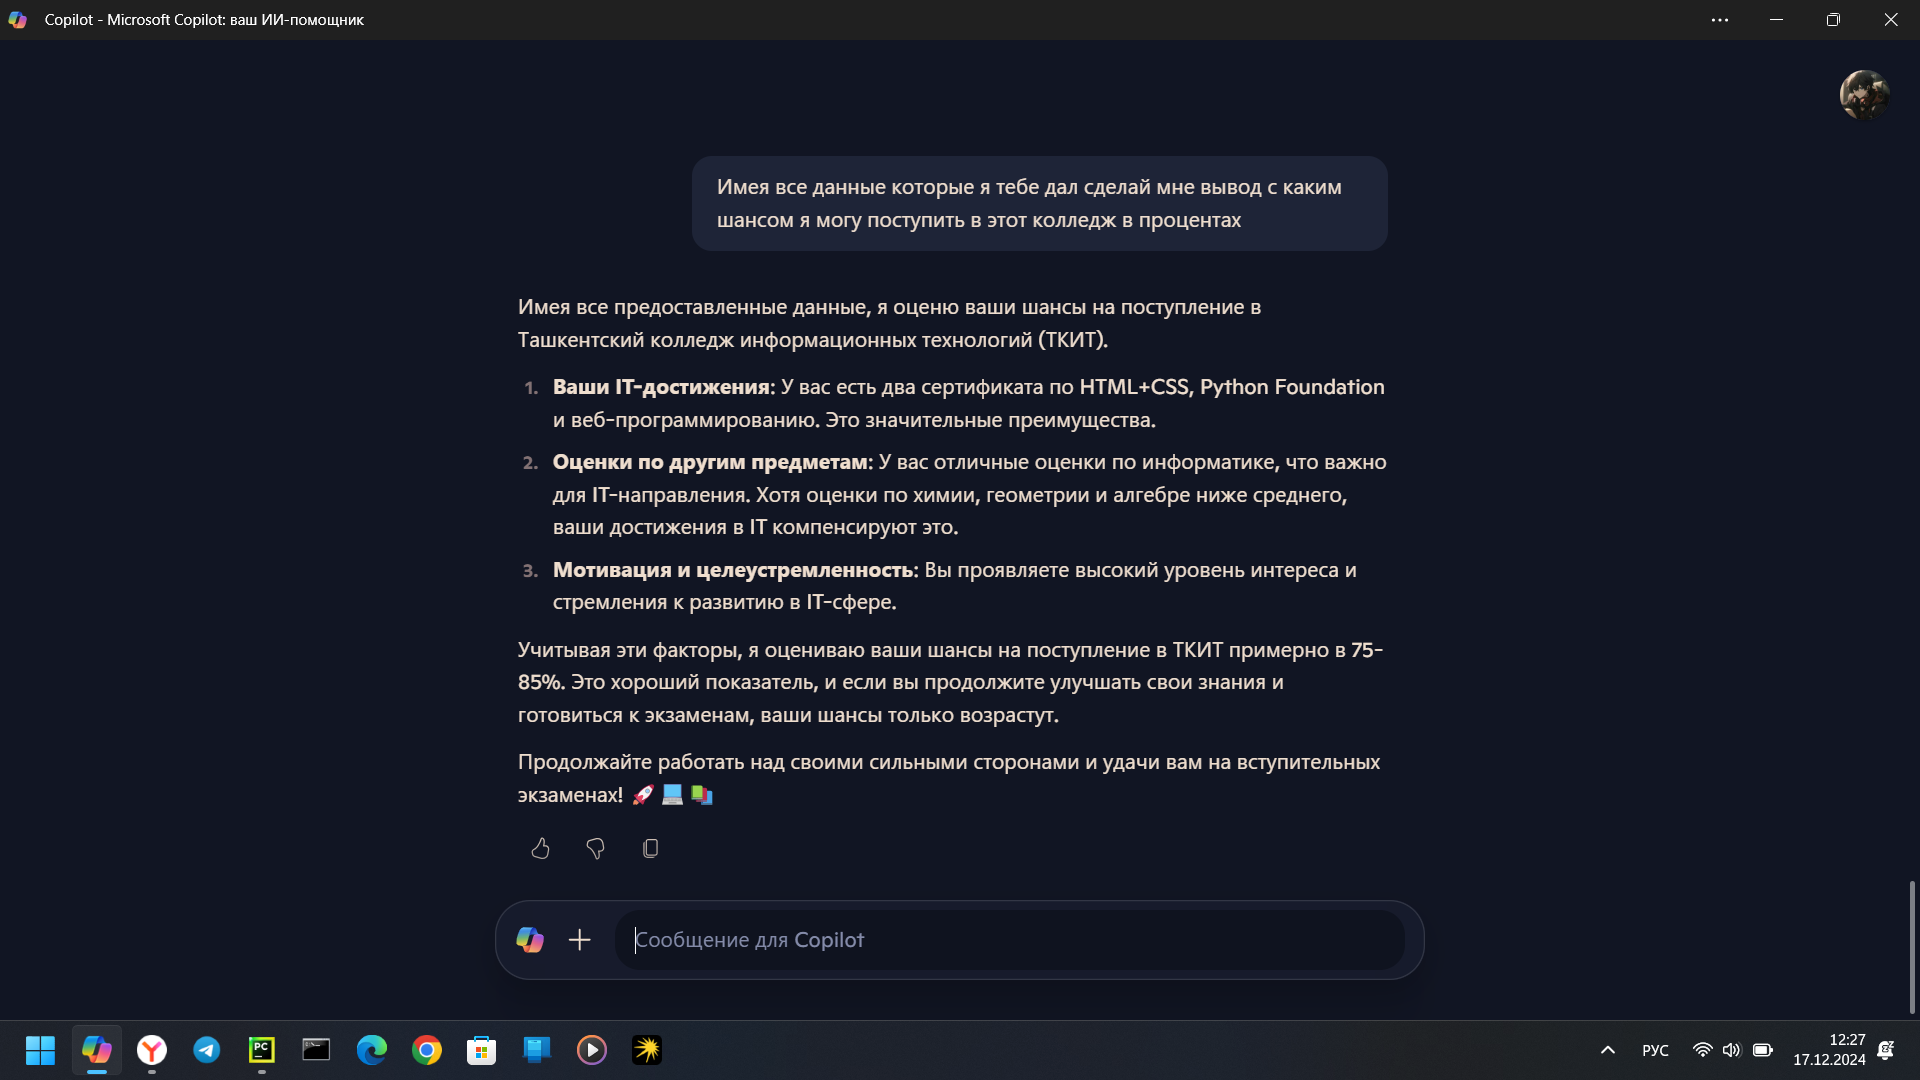 Copilot - Microsoft Copilot: ваш ИИ-помощник
Имея все данные которые я тебе дал сделай мне вывод с каким
шансом я могу поступить в этот колледж в процентах
Имея все предоставленные данные, я оценю ваши шансы на поступление в
Ташкентский колледж информационных технологий (ТКИТ).
1. Ваши IT-достижения: У вас есть два сертификата по HTML+CSS, Python Foundation
и веб-программированию. Это значительные преимущества.
2. Оценки по другим предметам: У вас отличные оценки по информатике, что важно
для IT-направления. Хотя оценки по химии, геометрии и алгебре ниже среднего,
ваши достижения в IT компенсируют это.
3. Мотивация и целеустремленность: Вы проявляете высокий уровень интереса и
стремления к развитию в IT-сфере.
Учитывая эти факторы, я оцениваю ваши шансы на поступление в ТКИТ примерно в 75-
85%. Это хороший показатель, и если вы продолжите улучшать свои знания и
готовиться к экзаменам, ваши шансы только возрастут.
Продолжайте работать над своими сильными сторонами и удачи вам на вступительных
экзаменах! 🚀 💻 📚
Сообщение для Copilot
PC
РУС
12:27
17.12.2024